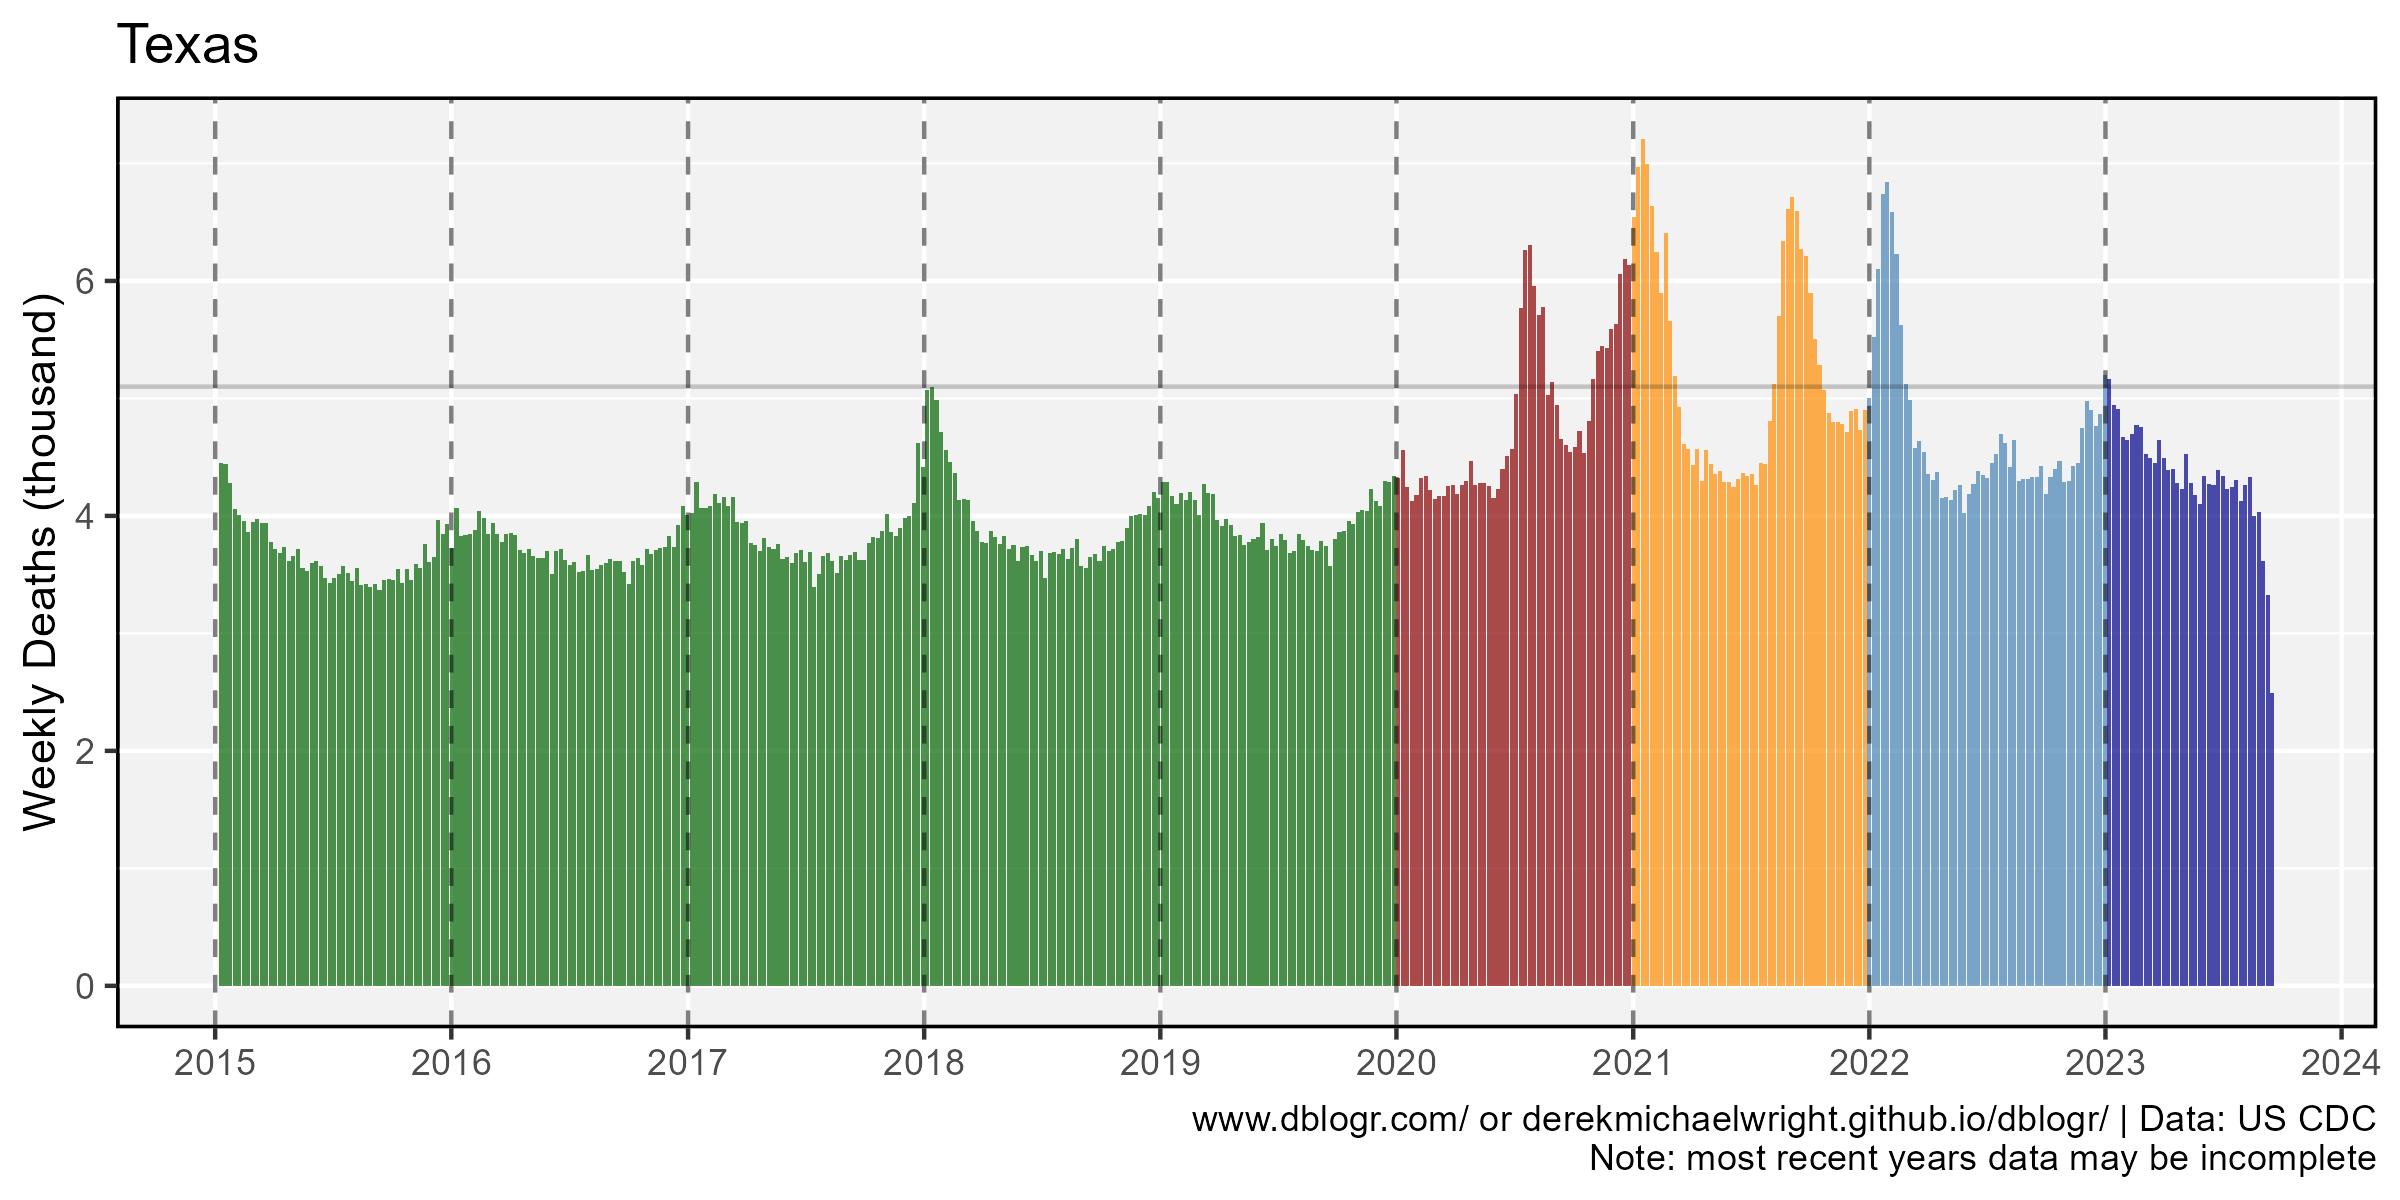 Texas
Weekly Deaths (thousand)
6
4
2
0
2015 2016 2017 2018 2019 2020 2021 2022 2023 2024
www.dblogr.com/ or derekmichaelwright.github.io/dblogr/ | Data: US CDC
Note: most recent years data may be incomplete